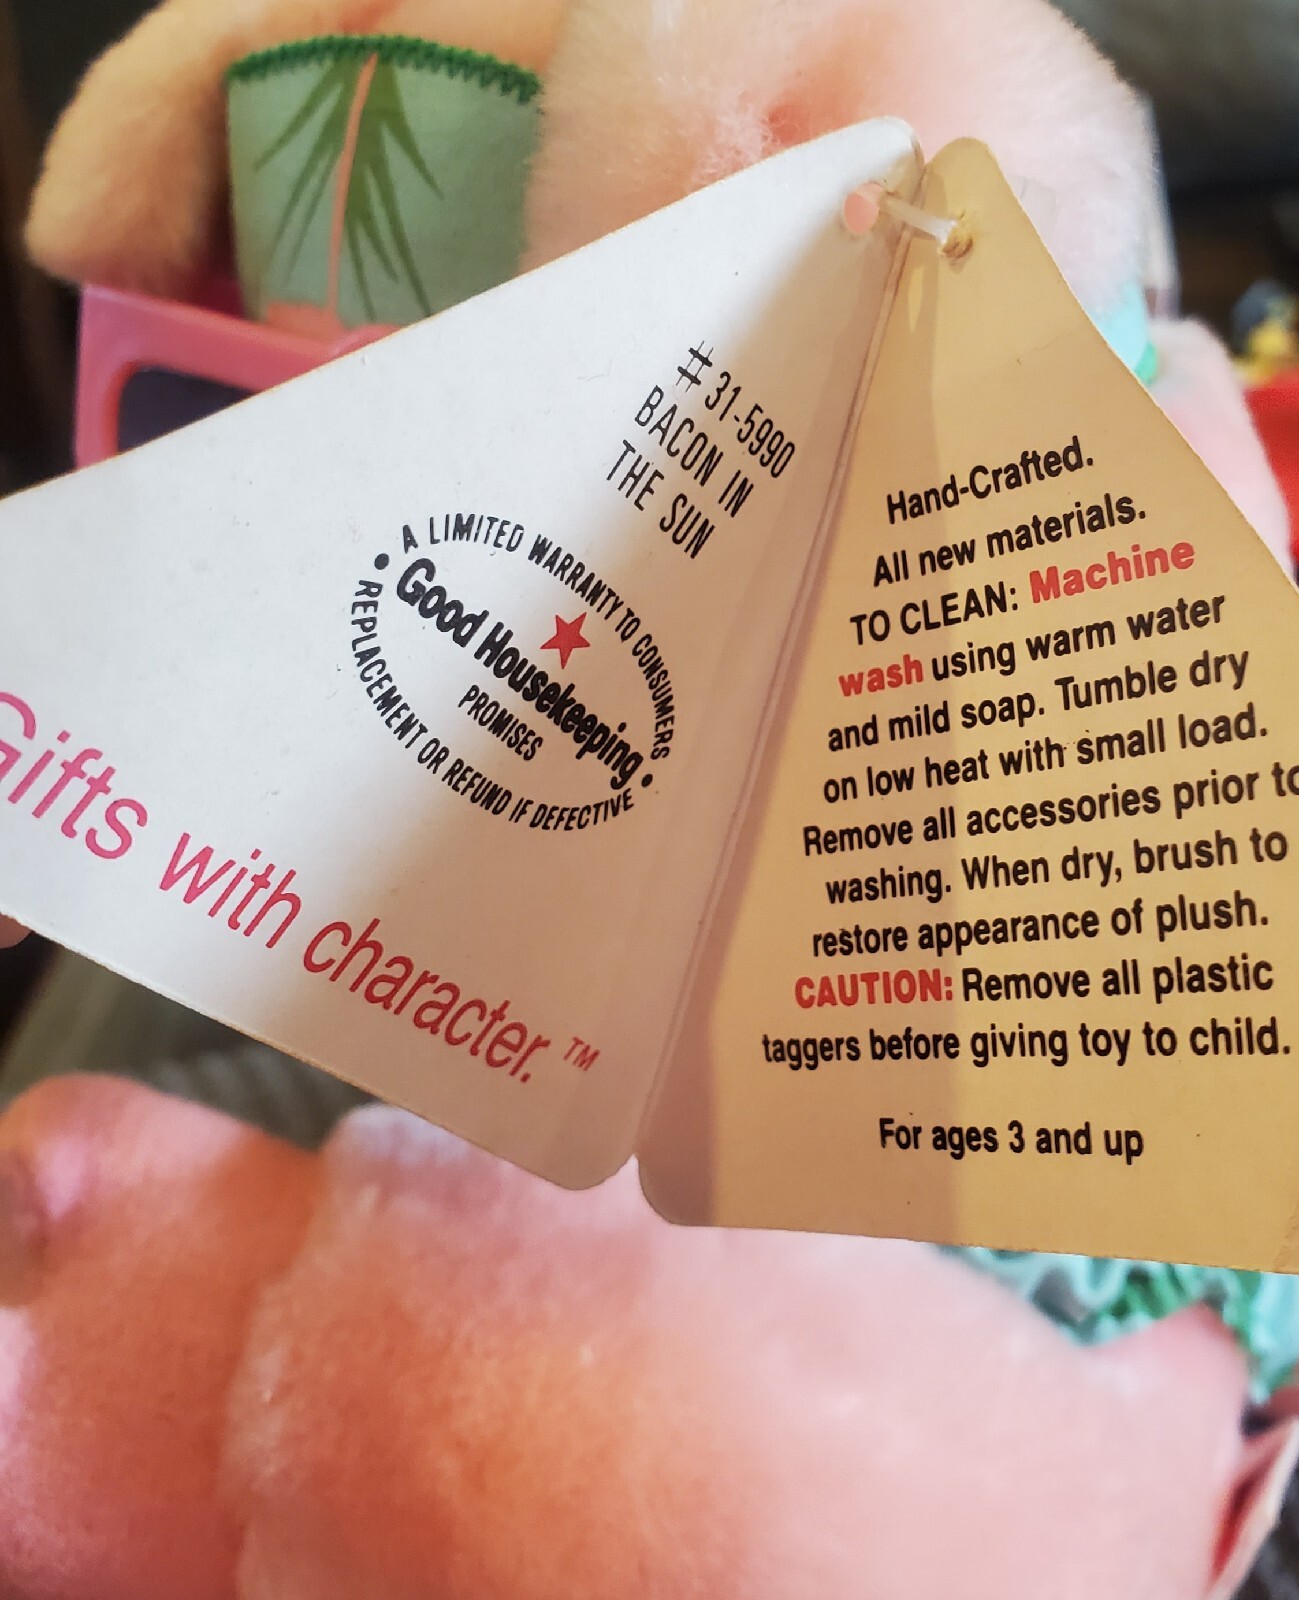 # 31-5990
BACON IN
THE SUN
A LIMITED WARRANTY TO CONSUMERS
Good Housekeeping
PROMISES
• REPLACEMENT OR REFUND IF DEFECTIVE •
Gifts with character.™
Hand-Crafted.
All new materials.
TO CLEAN: Machine
wash using warm water
and mild soap. Tumble dry
on low heat with small load.
Remove all accessories prior to
washing. When dry, brush to
restore appearance of plush.
CAUTION: Remove all plastic
taggers before giving toy to child.
For ages 3 and up